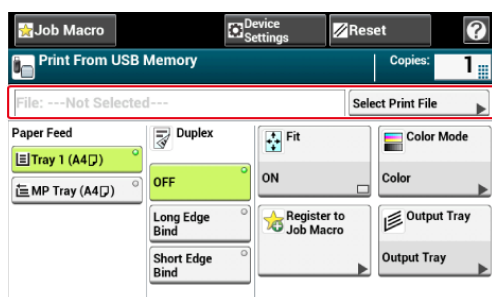 Job Macro
Device
Settings
Reset
?
Print From USB Memory
Copies:
1
File: ---Not Selected---
Select Print File
Paper Feed
Tray 1 (A4)
MP Tray (A4)
Duplex
OFF
Long Edge
Bind
Short Edge
Bind
Fit
ON
Register to
Job Macro
Color Mode
Color
Output Tray
Output Tray